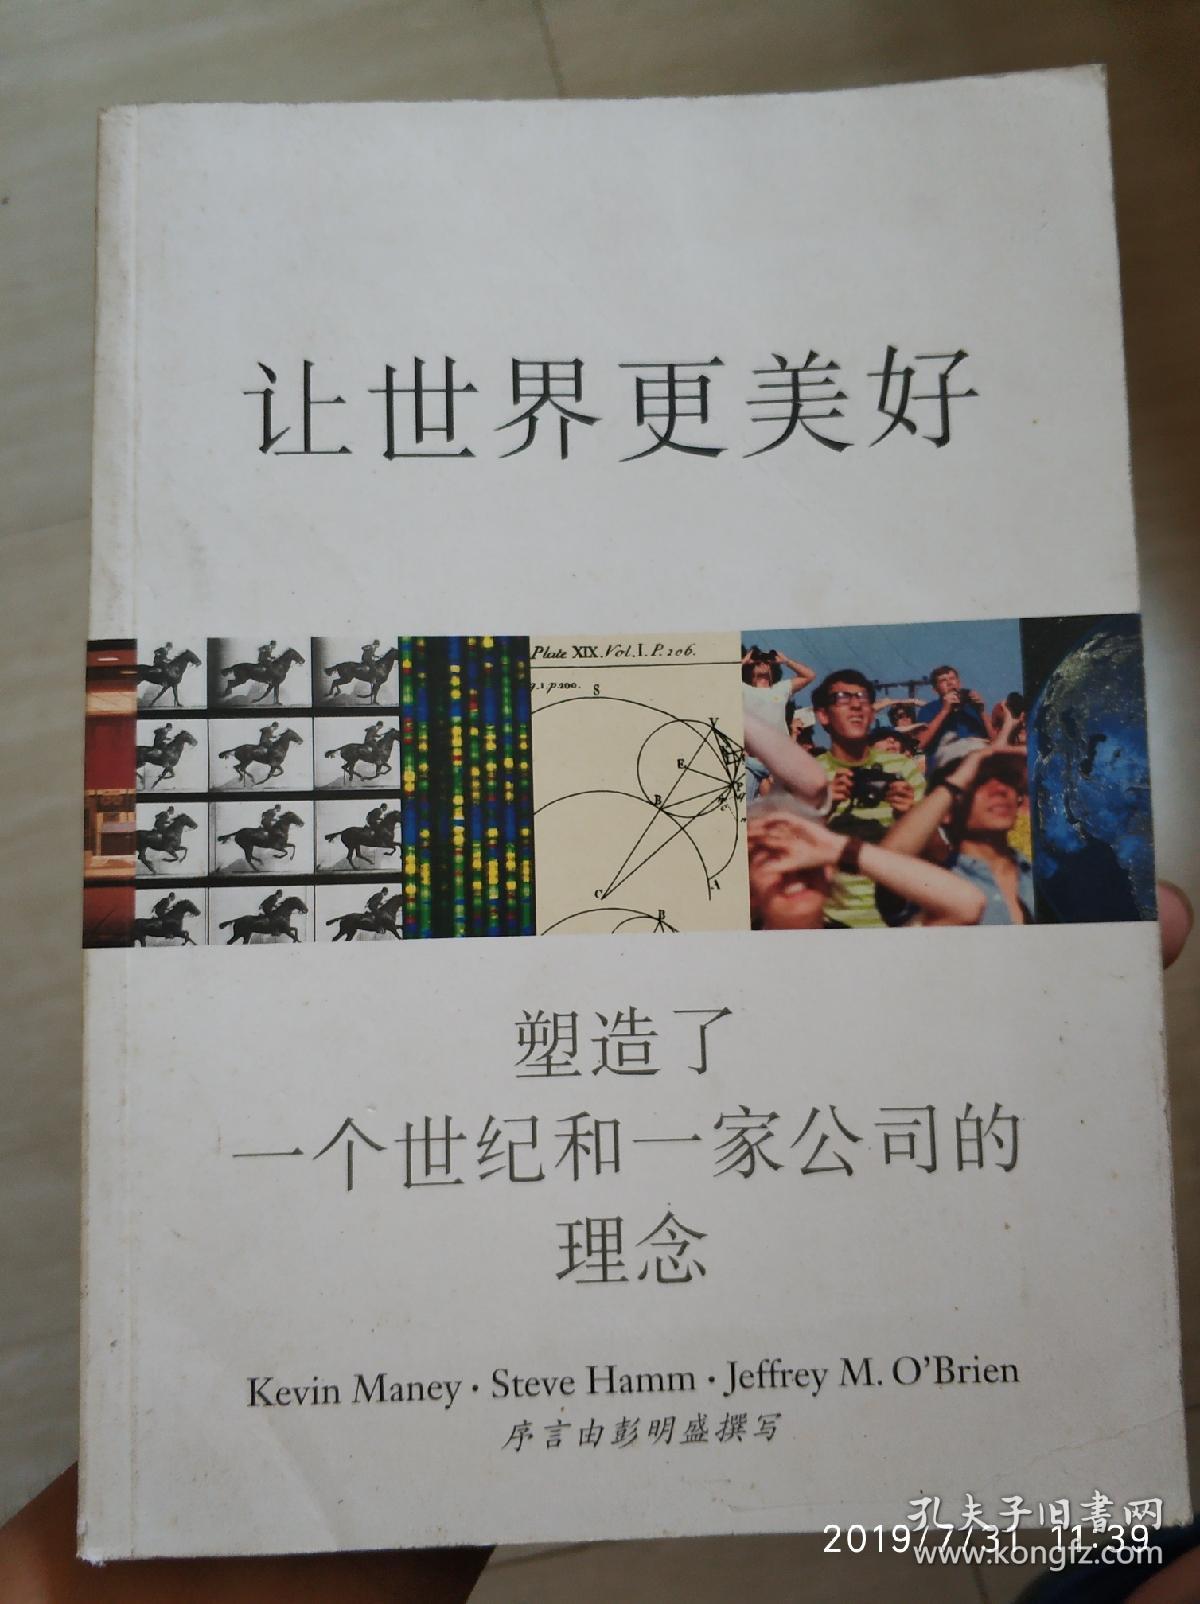 让世界更美好
Plate XIX. Vol. I. P. 206.
p. 200.
S
V
E
P
B
A
C
B
塑造了
一个世纪和一家公司的
理念
Kevin Maney · Steve Hamm · Jeffrey M. O'Brien
序言由彭明盛撰写
孔夫子旧书网
2019/7/31 11:39
www.kongfz.com